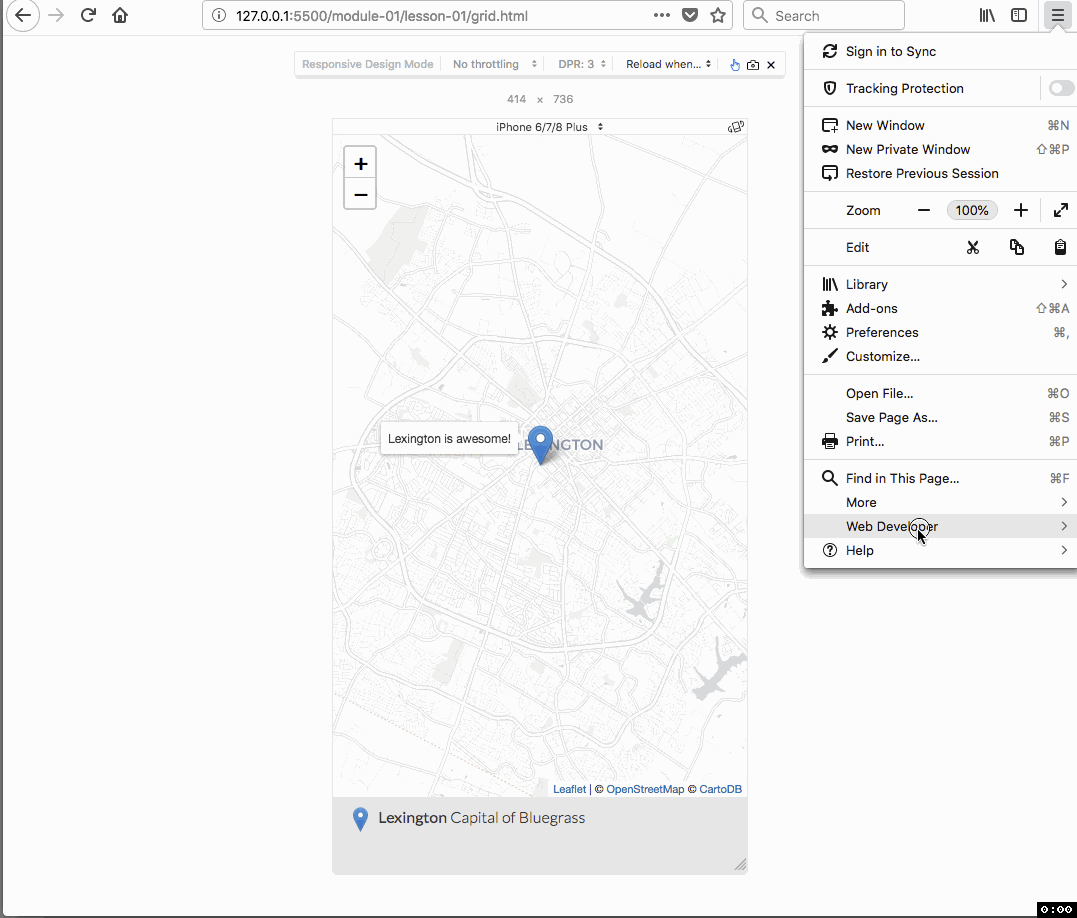 127.0.0.1:5500/module-01/lesson-01/grid.html
Search
Responsive Design Mode No throttling DPR: 3 Reload when...
414 x 736
iPhone 6/7/8 Plus
+
−
Lexington is awesome!
LEXINGTON
Leaflet | © OpenStreetMap © CartoDB
Lexington Capital of Bluegrass
Sign in to Sync
Tracking Protection
New Window ⌘N
New Private Window ⇧⌘P
Restore Previous Session
Zoom − 100% +
Edit
Library
Add-ons ⇧⌘A
Preferences ⌘,
Customize...
Open File... ⌘O
Save Page As... ⌘S
Print... ⌘P
Find in This Page... ⌘F
More
Web Developer
Help
0:00